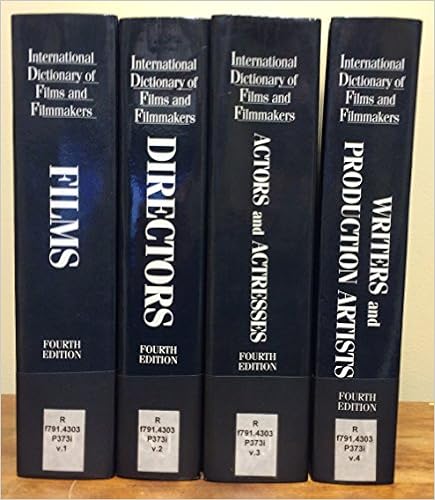 International
Dictionary of
Films and
Filmmakers
FILMS
FOURTH
EDITION
R
f791.4303
P373i
v.1
International
Dictionary of
Films and
Filmmakers
DIRECTORS
FOURTH
EDITION
R
f791.4303
P373i
v.2
International
Dictionary of
Films and
Filmmakers
ACTORS and ACTRESSES
FOURTH
EDITION
R
f791.4303
P373i
v.3
International
Dictionary of
Films and
Filmmakers
WRITERS and
PRODUCTION ARTISTS
FOURTH
EDITION
R
f791.4303
P373i
v.4